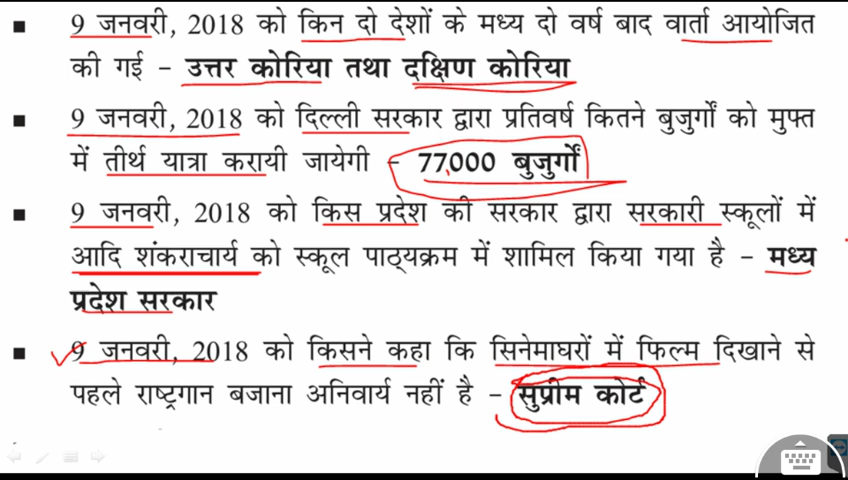 ▪ 9 जनवरी, 2018 को किन दो देशों के मध्य दो वर्ष बाद वार्ता आयोजित
की गई – उत्तर कोरिया तथा दक्षिण कोरिया
▪ 9 जनवरी, 2018 को दिल्ली सरकार द्वारा प्रतिवर्ष कितने बुजुर्गों को मुफ्त
में तीर्थ यात्रा करायी जायेगी – 77,000 बुजुर्गों
▪ 9 जनवरी, 2018 को किस प्रदेश की सरकार द्वारा सरकारी स्कूलों में
आदि शंकराचार्य को स्कूल पाठ्यक्रम में शामिल किया गया है – मध्य
प्रदेश सरकार
▪ 9 जनवरी, 2018 को किसने कहा कि सिनेमाघरों में फिल्म दिखाने से
पहले राष्ट्रगान बजाना अनिवार्य नहीं है – सुप्रीम कोर्ट